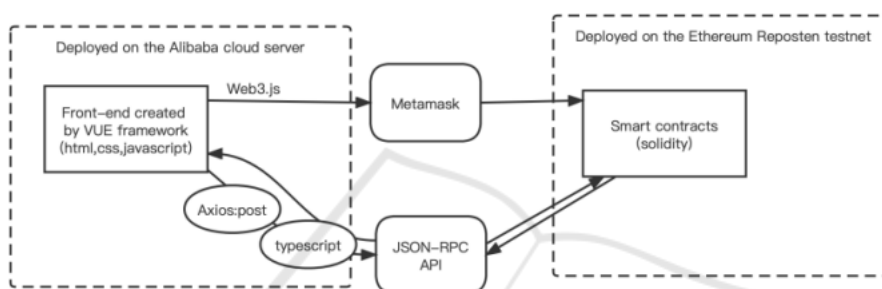 Deployed on the Alibaba cloud server
Deployed on the Ethereum Reposten testnet
Web3.js
Front-end created
by VUE framework
(html,css,javascript)
Metamask
Smart contracts
(solidity)
Axios:post
typescript
JSON-RPC
API